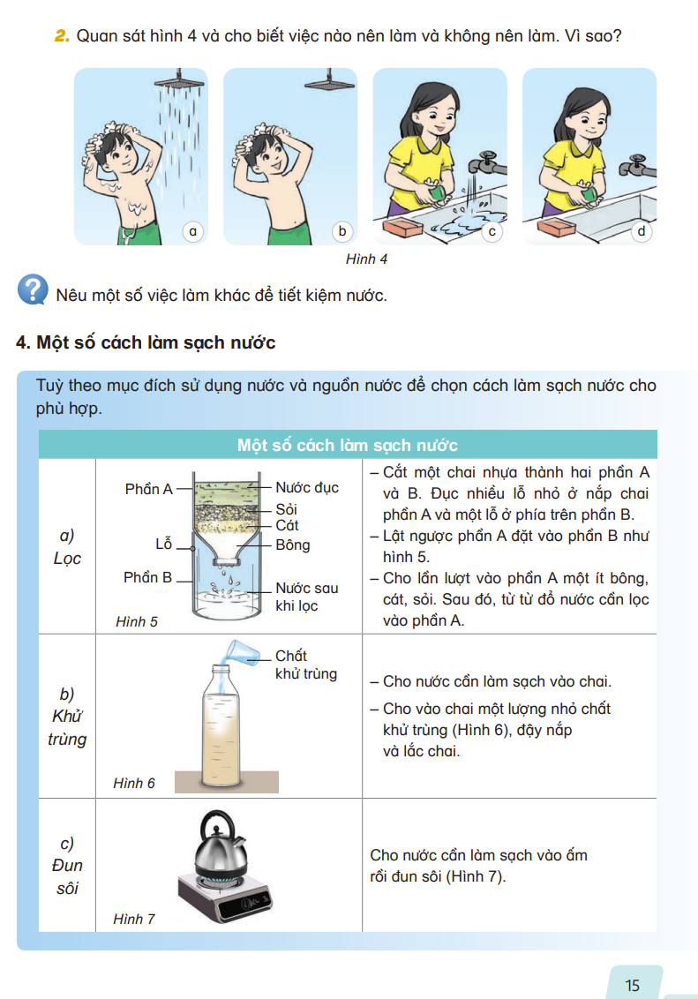 2. Quan sát hình 4 và cho biết việc nào nên làm và không nên làm. Vì sao?
a
b
c
d
Hình 4
? Nêu một số việc làm khác để tiết kiệm nước.
4. Một số cách làm sạch nước
Tuỳ theo mục đích sử dụng nước và nguồn nước để chọn cách làm sạch nước cho
phù hợp.
Một số cách làm sạch nước
a)
Lọc
Phần A
Nước đục
Sỏi
Cát
Lỗ
Bông
Phần B
Nước sau
khi lọc
Hình 5
– Cắt một chai nhựa thành hai phần A
và B. Đục nhiều lỗ nhỏ ở nắp chai
phần A và một lỗ ở phía trên phần B.
– Lật ngược phần A đặt vào phần B như
hình 5.
– Cho lần lượt vào phần A một ít bông,
cát, sỏi. Sau đó, từ từ đổ nước cần lọc
vào phần A.
b)
Khử
trùng
Chất
khử trùng
Hình 6
– Cho nước cần làm sạch vào chai.
– Cho vào chai một lượng nhỏ chất
khử trùng (Hình 6), đậy nắp
và lắc chai.
c)
Đun
sôi
Hình 7
Cho nước cần làm sạch vào ấm
rồi đun sôi (Hình 7).
15